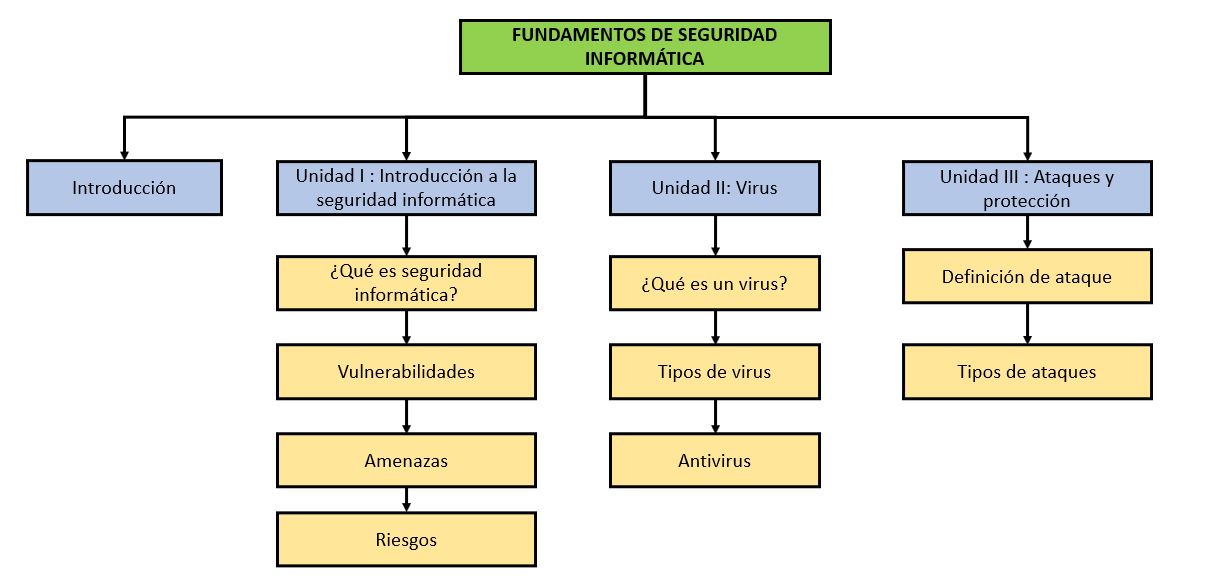 FUNDAMENTOS DE SEGURIDAD
INFORMÁTICA
Introducción
Unidad I : Introducción a la
seguridad informática
Unidad II: Virus
Unidad III : Ataques y
protección
¿Qué es seguridad
informática?
¿Qué es un virus?
Definición de ataque
Vulnerabilidades
Tipos de virus
Tipos de ataques
Amenazas
Antivirus
Riesgos